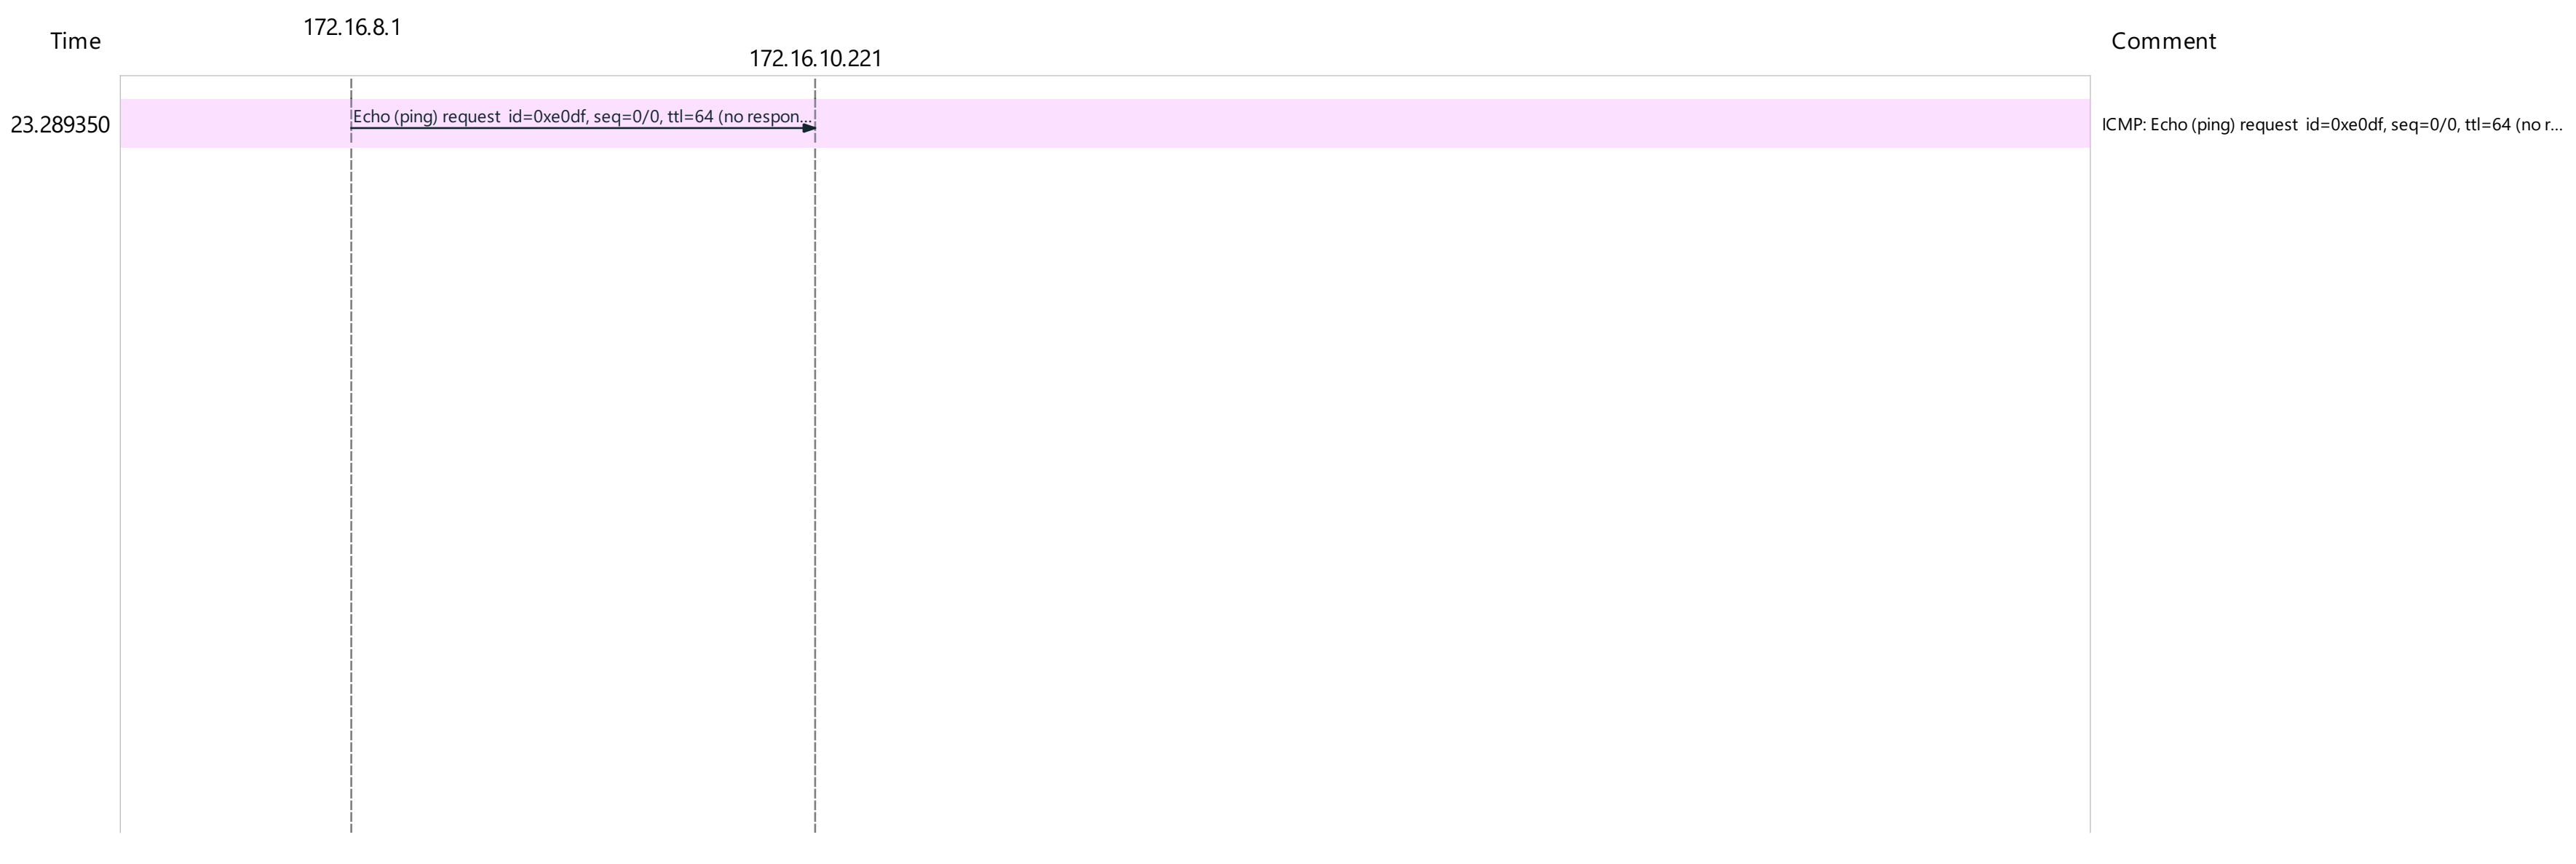 Time
172.16.8.1
172.16.10.221
Comment
23.289350
Echo (ping) request  id=0xe0df, seq=0/0, ttl=64 (no respon...
ICMP: Echo (ping) request  id=0xe0df, seq=0/0, ttl=64 (no r...